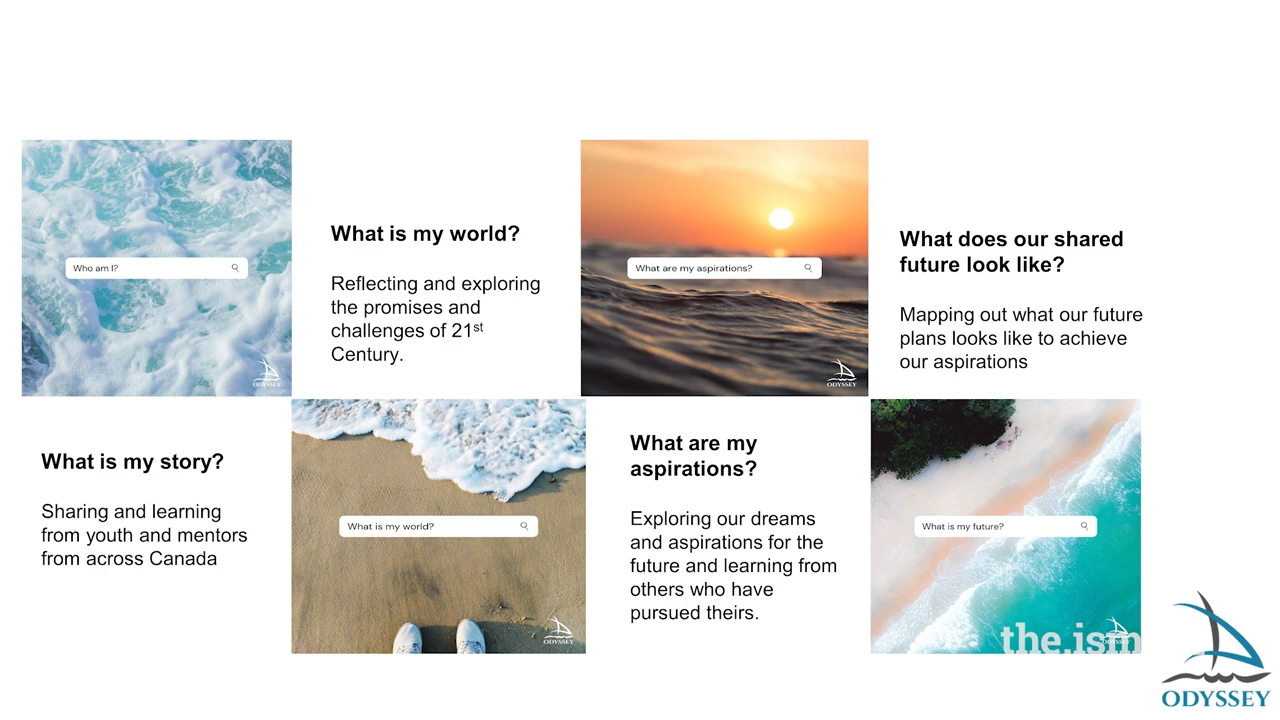 Who am I?
ODYSSEY
What is my story?
Sharing and learning
from youth and mentors
from across Canada
What is my world?
Reflecting and exploring
the promises and
challenges of 21st
Century.
What is my world?
ODYSSEY
What are my aspirations?
ODYSSEY
What are my
aspirations?
Exploring our dreams
and aspirations for the
future and learning from
others who have
pursued theirs.
What does our shared
future look like?
Mapping out what our future
plans looks like to achieve
our aspirations
What is my future?
the.ism
ODYSSEY
ODYSSEY